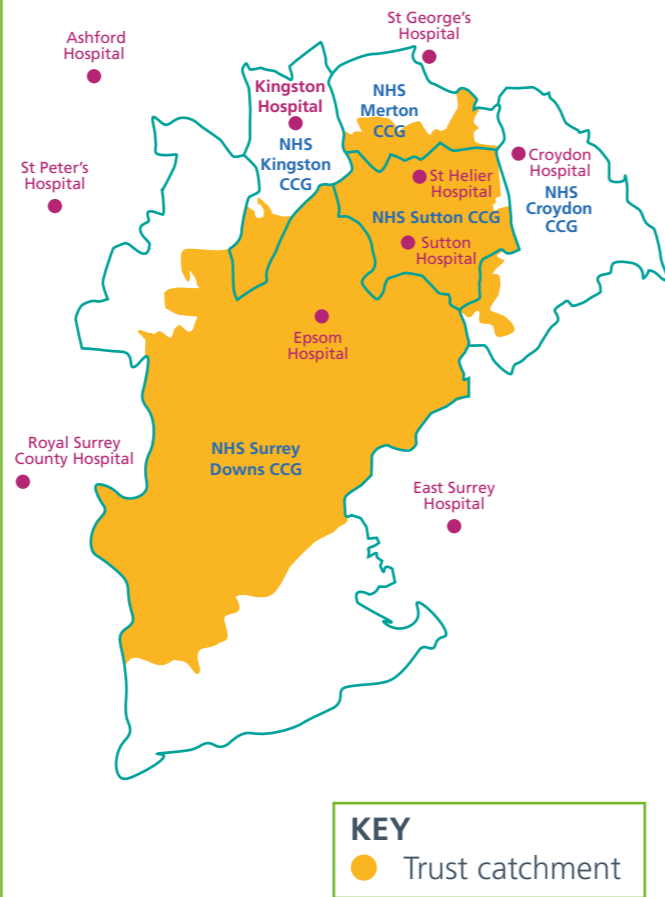 St George's
Hospital
Ashford
Hospital
Kingston
Hospital
NHS
Merton
CCG
NHS
Kingston
CCG
St Peter's
Hospital
Croydon
Hospital
St Helier
Hospital
NHS
Croydon
CCG
NHS Sutton CCG
Sutton
Hospital
Epsom
Hospital
Royal Surrey
County Hospital
NHS Surrey
Downs CCG
East Surrey
Hospital
KEY
Trust catchment